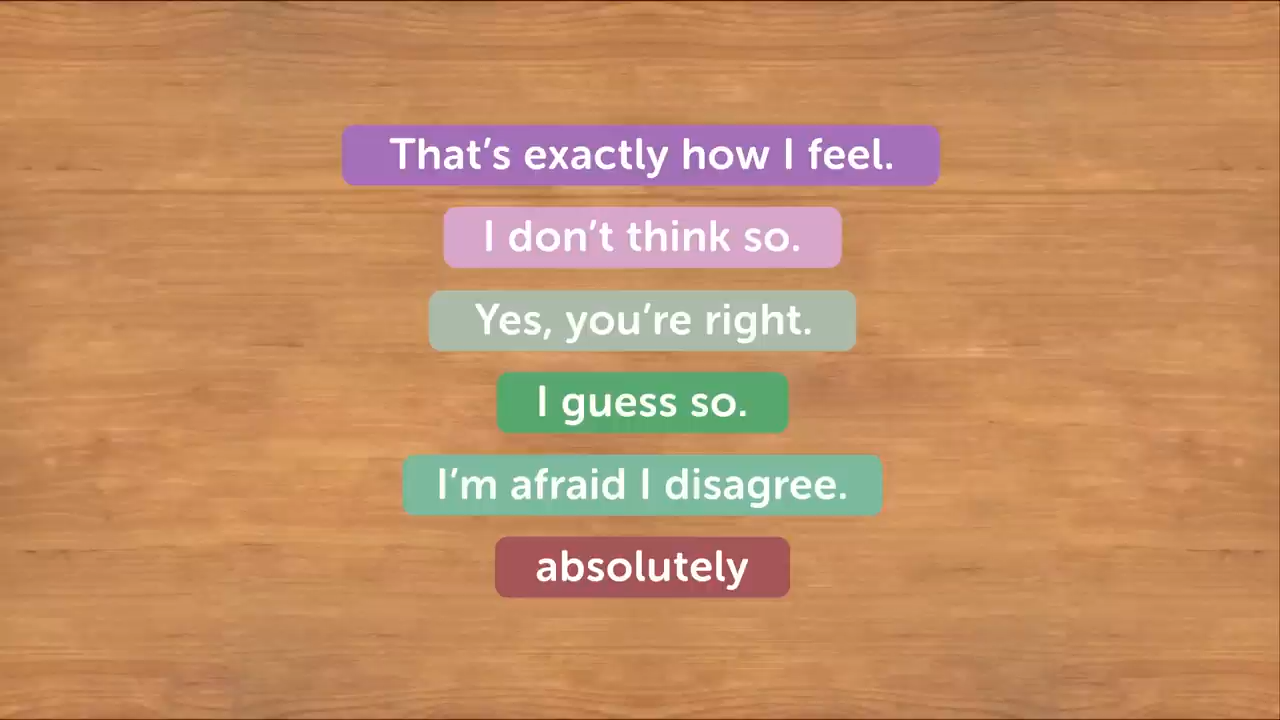 That’s exactly how I feel.
I don’t think so.
Yes, you’re right.
I guess so.
I’m afraid I disagree.
absolutely